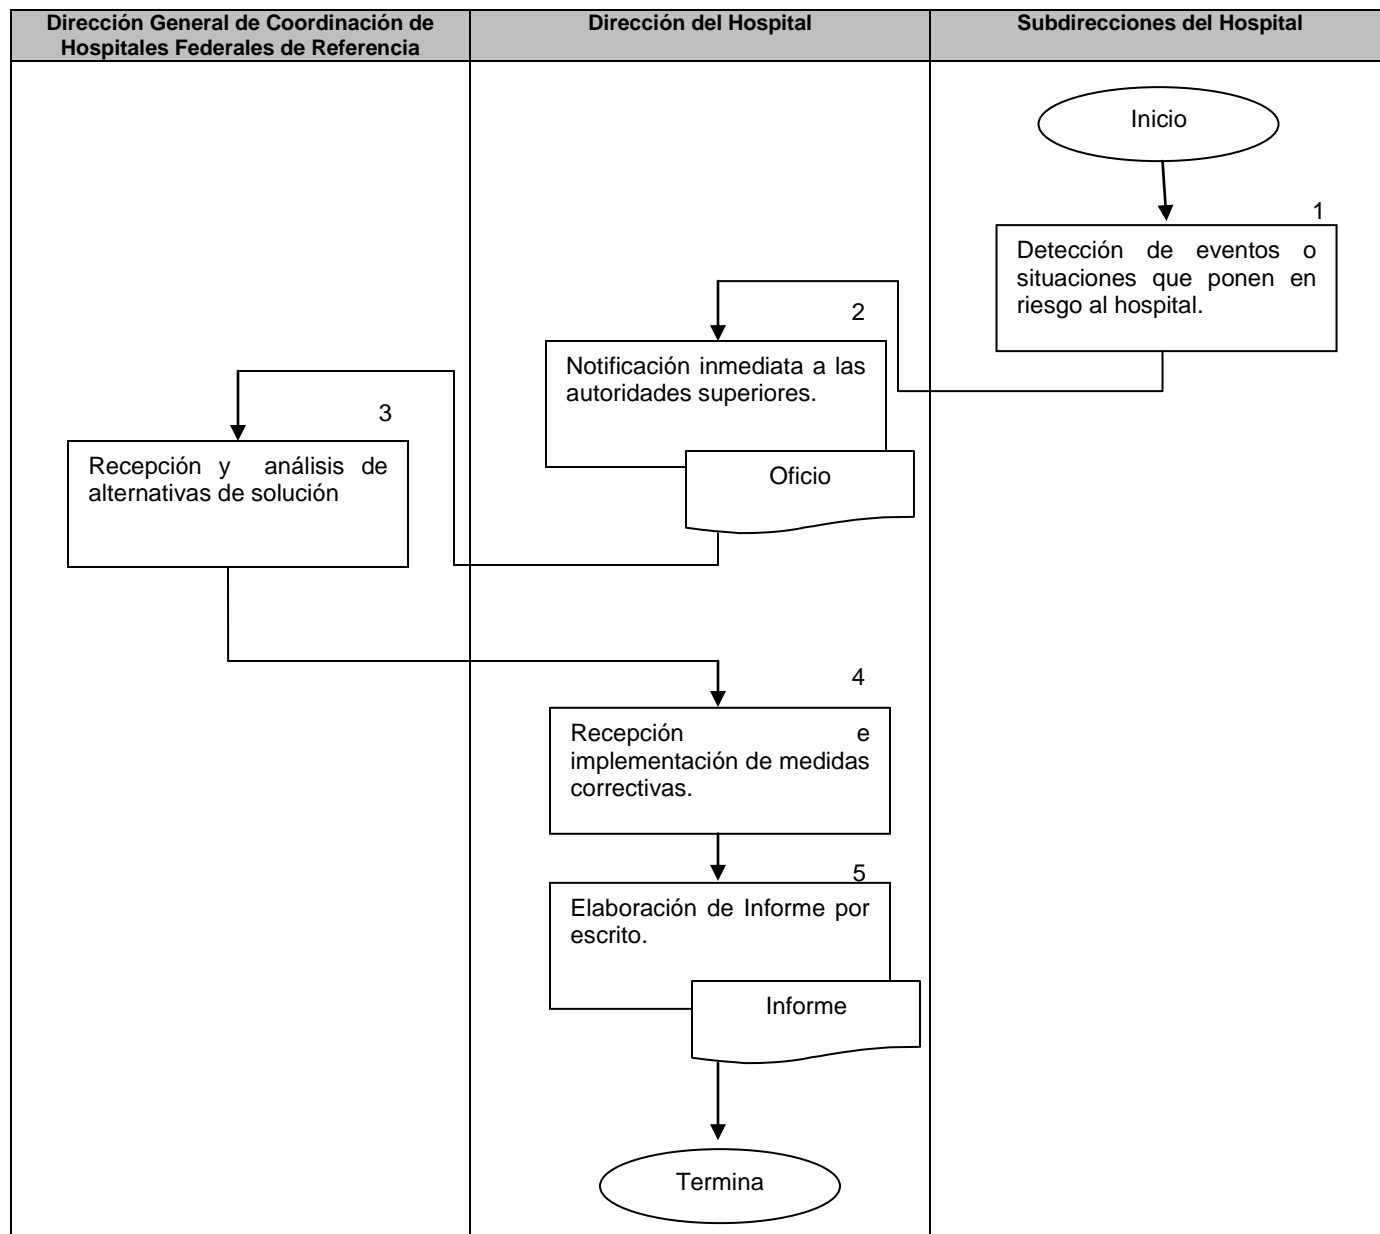 Dirección General de Coordinación de
Hospitales Federales de Referencia
Dirección del Hospital
Subdirecciones del Hospital
Inicio
1
Detección de eventos o
situaciones que ponen en
riesgo al hospital.
2
Notificación inmediata a las
autoridades superiores.
Oficio
3
Recepción y análisis de
alternativas de solución
4
Recepción e
implementación de medidas
correctivas.
5
Elaboración de Informe por
escrito.
Informe
Termina